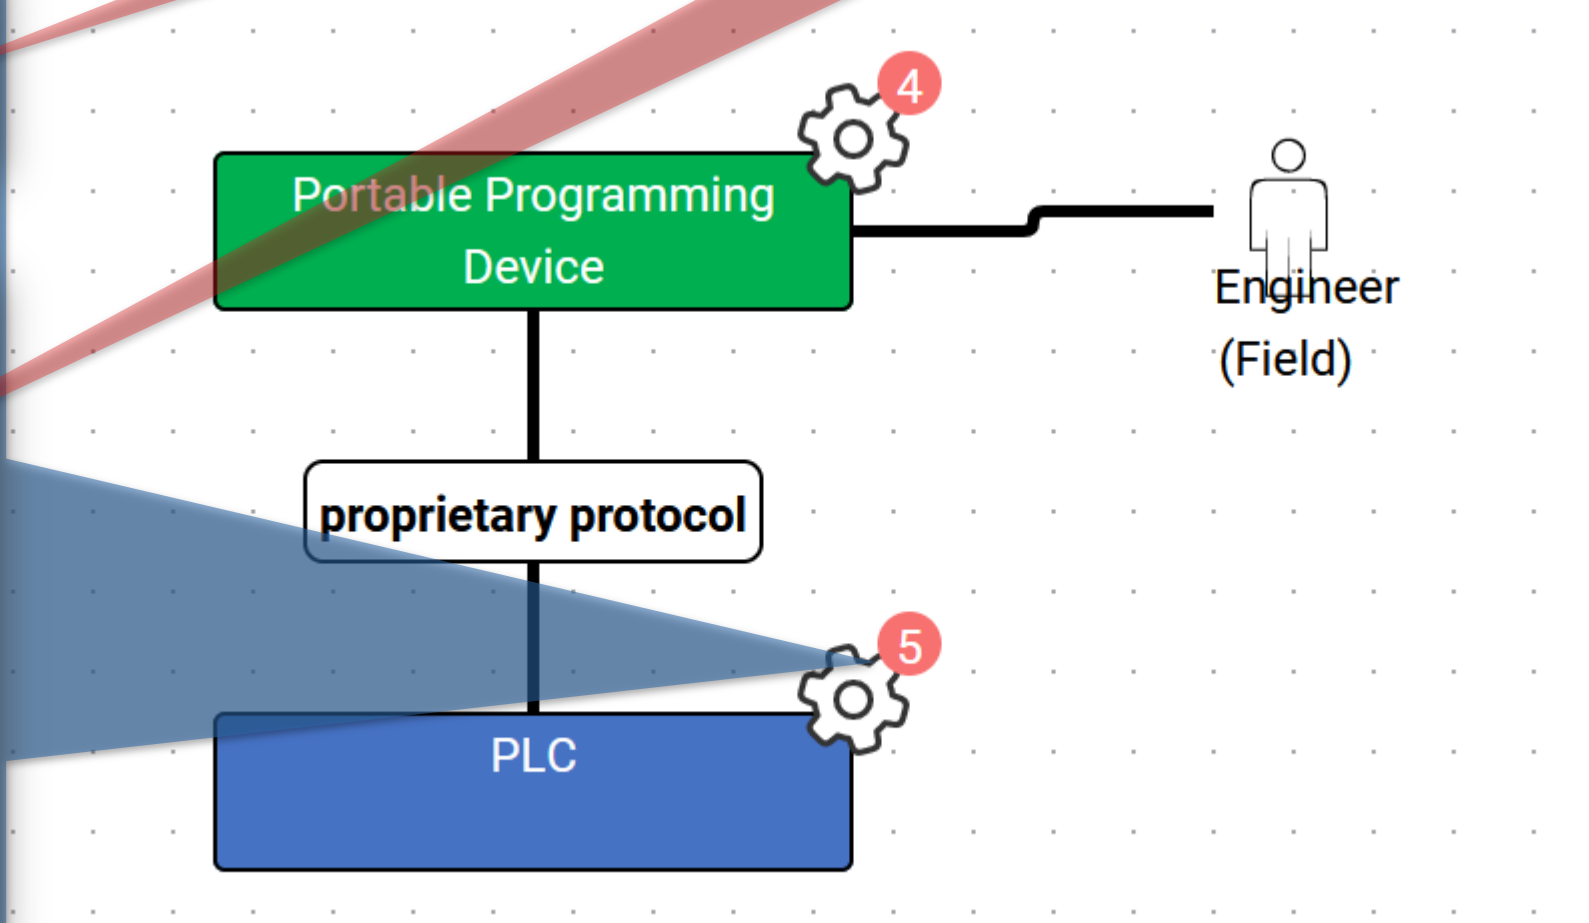 4
Portable Programming
Device
Engineer
(Field)
proprietary protocol
5
PLC